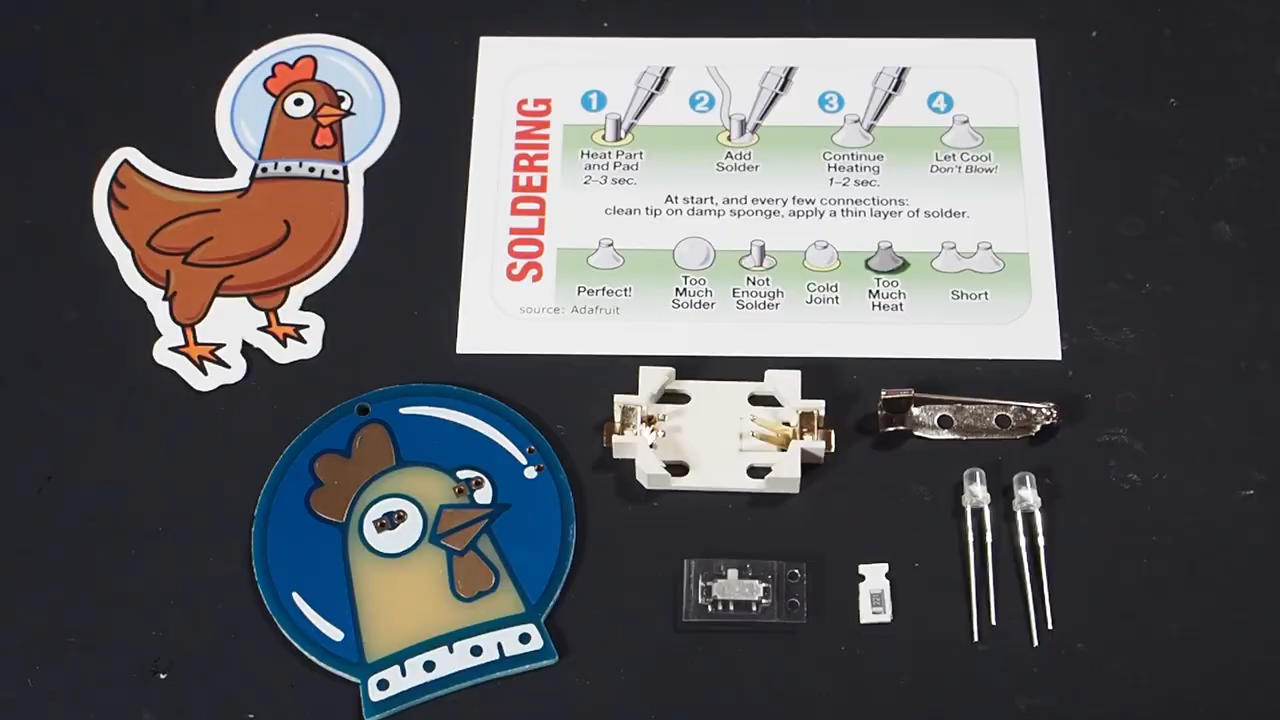 SOLDERING
1 2 3 4
Heat Part
and Pad
2–3 sec.
Add
Solder
Continue
Heating
1–2 sec.
Let Cool
Don't Blow!
At start, and every few connections:
clean tip on damp sponge, apply a thin layer of solder.
Perfect!
Too
Much
Solder
Not
Enough
Solder
Cold
Joint
Too
Much
Heat
Short
source: Adafruit